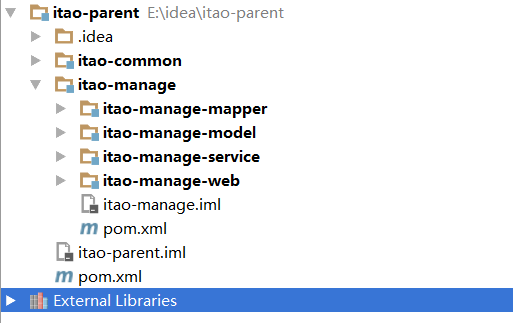 itao-parent E:\idea\itao-parent
.idea
itao-common
itao-manage
itao-manage-mapper
itao-manage-model
itao-manage-service
itao-manage-web
itao-manage.iml
pom.xml
itao-parent.iml
pom.xml
External Libraries